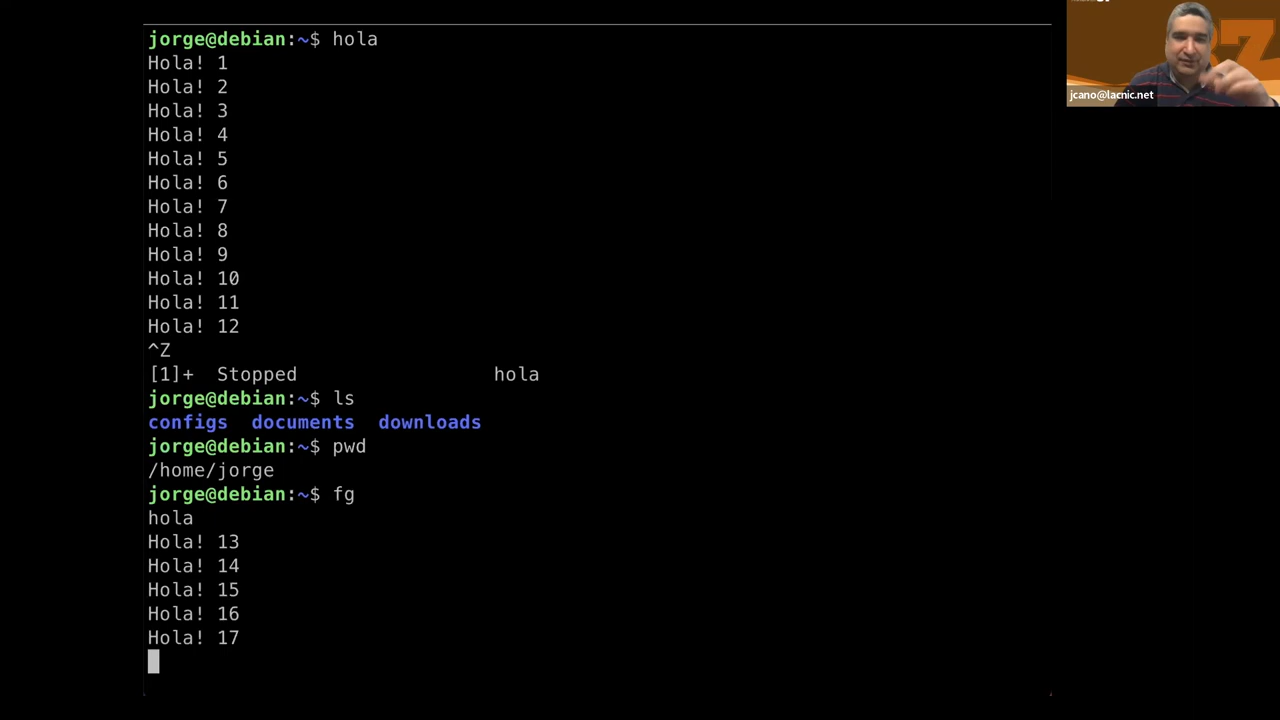 jorge@debian:~$ hola
Hola! 1
Hola! 2
Hola! 3
Hola! 4
Hola! 5
Hola! 6
Hola! 7
Hola! 8
Hola! 9
Hola! 10
Hola! 11
Hola! 12
^Z
[1]+  Stopped                 hola
jorge@debian:~$ ls
configs  documents  downloads
jorge@debian:~$ pwd
/home/jorge
jorge@debian:~$ fg
hola
Hola! 13
Hola! 14
Hola! 15
Hola! 16
Hola! 17
jcano@lacnic.net